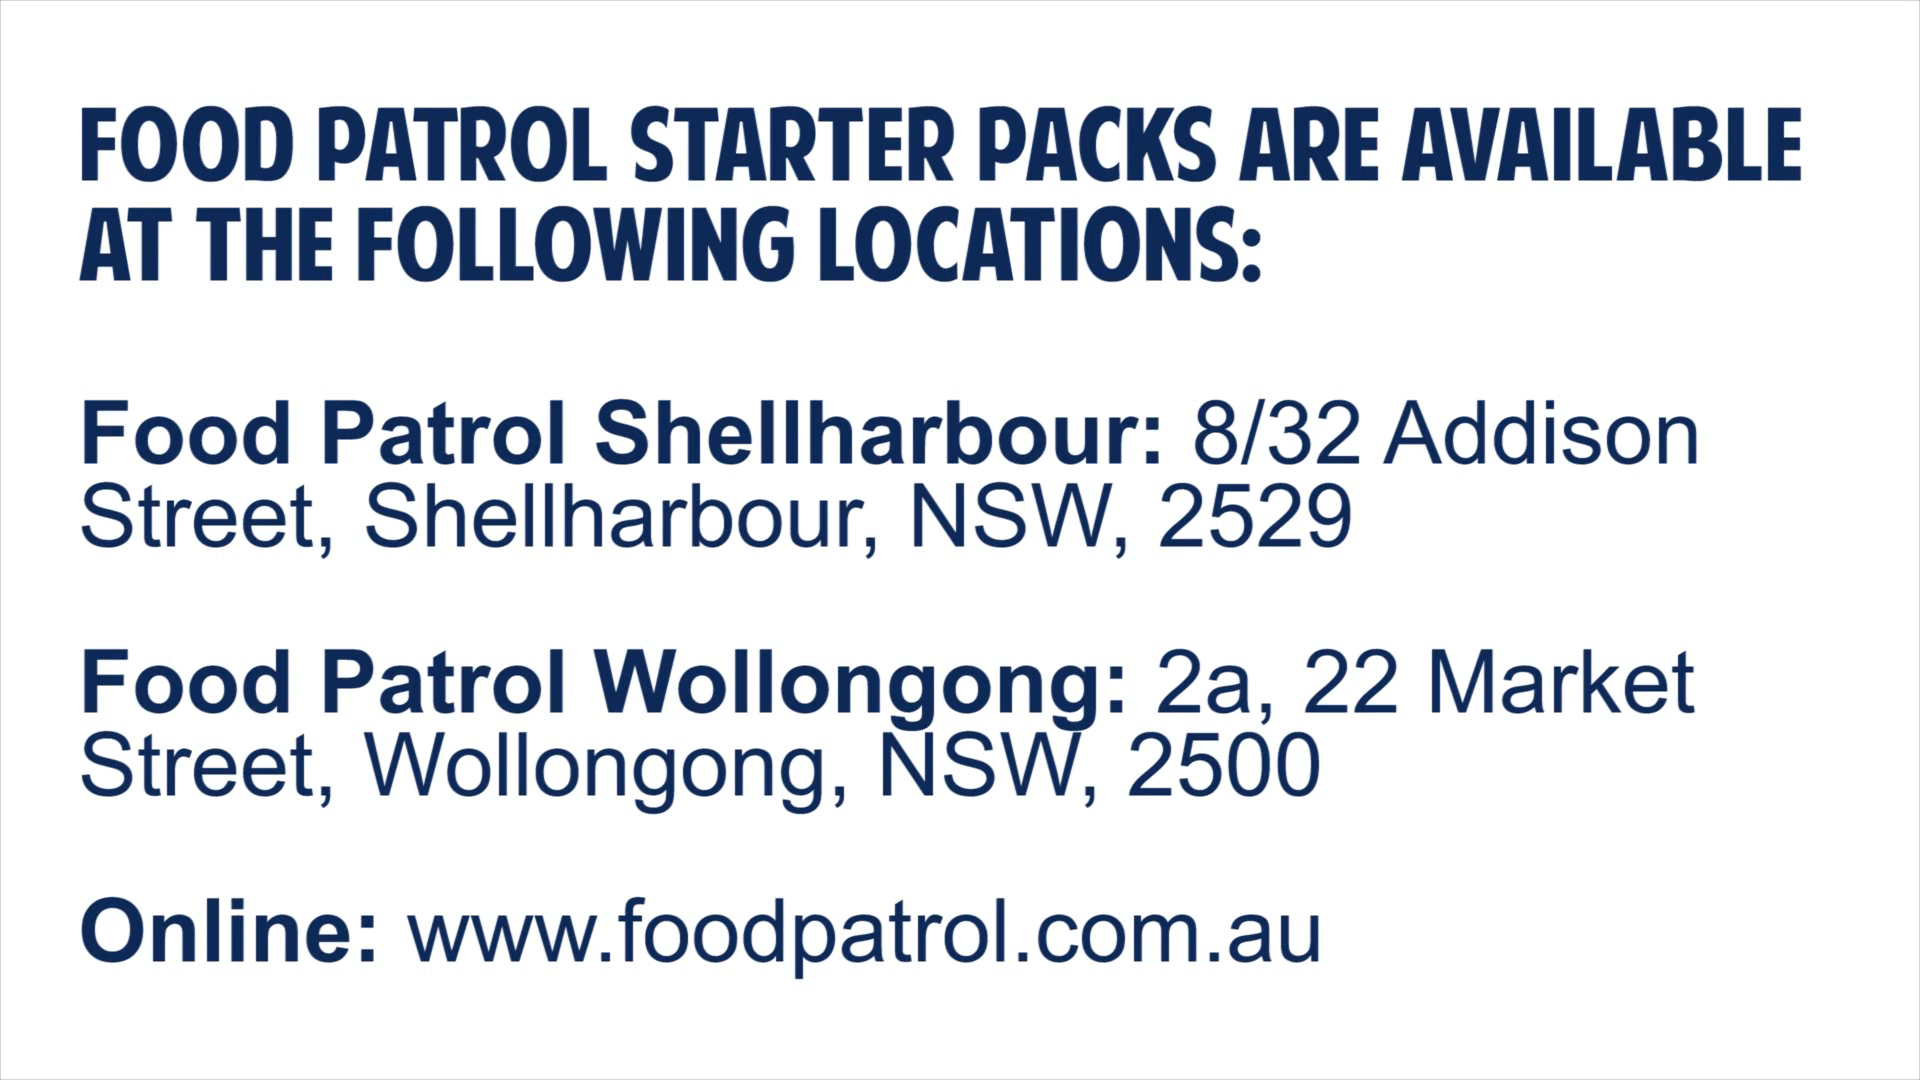 FOOD PATROL STARTER PACKS ARE AVAILABLE
AT THE FOLLOWING LOCATIONS:
Food Patrol Shellharbour: 8/32 Addison
Street, Shellharbour, NSW, 2529
Food Patrol Wollongong: 2a, 22 Market
Street, Wollongong, NSW, 2500
Online: www.foodpatrol.com.au